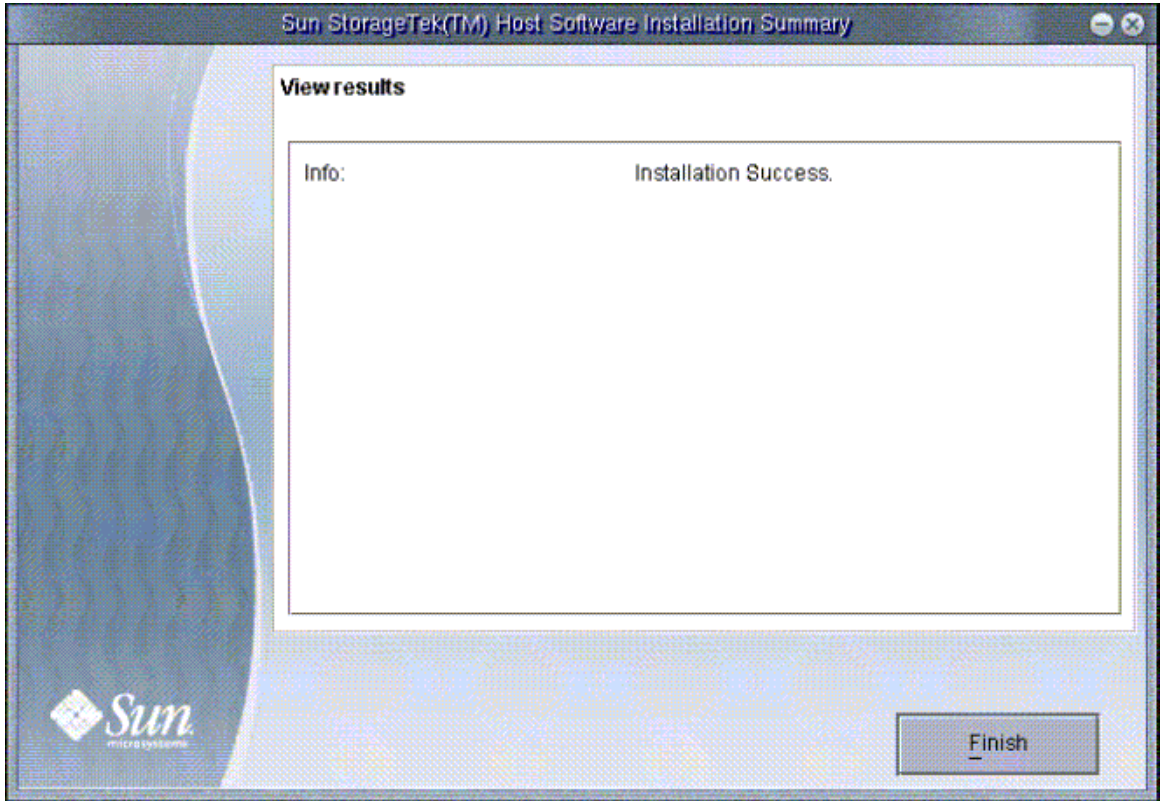 Sun StorageTek(TM) Host Software Installation Summary
View results
Info: Installation Success.
Sun
microsystems
Finish